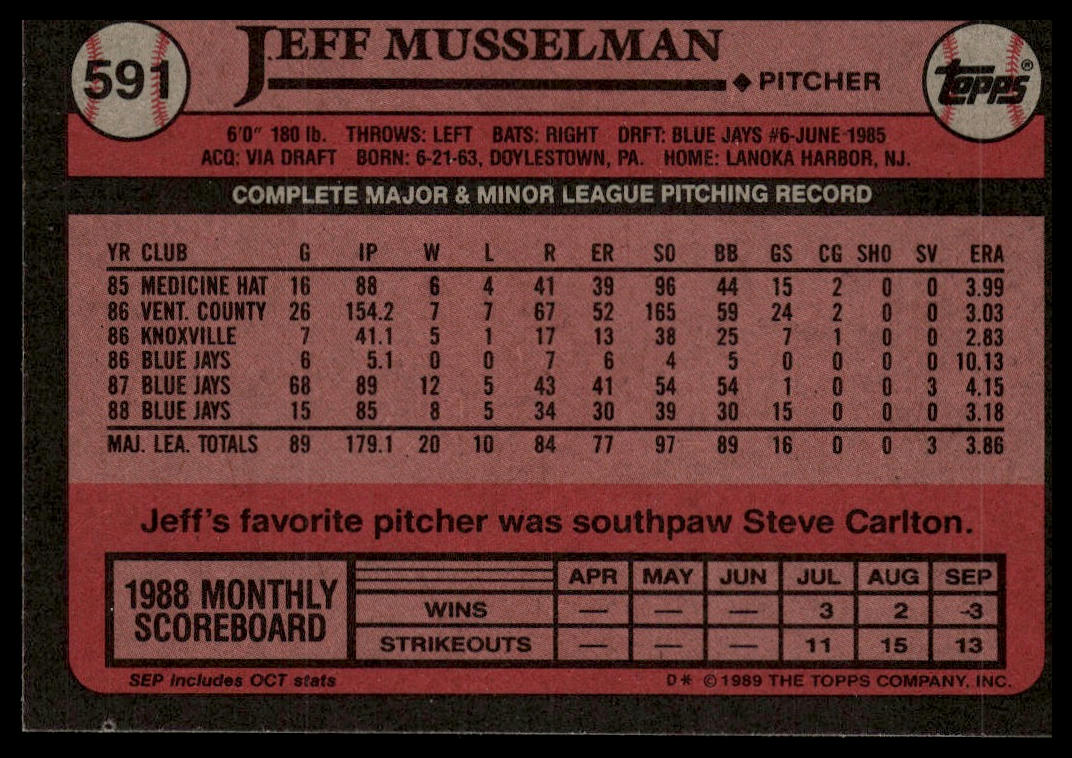 591
JEFF MUSSELMAN
◆ PITCHER
TOPPS®
6'0" 180 lb. THROWS: LEFT BATS: RIGHT DRFT: BLUE JAYS #6-JUNE 1985
ACQ: VIA DRAFT BORN: 6-21-63, DOYLESTOWN, PA. HOME: LANOKA HARBOR, NJ.
COMPLETE MAJOR & MINOR LEAGUE PITCHING RECORD
YR CLUB G IP W L R ER SO BB GS CG SHO SV ERA
85 MEDICINE HAT 16 88 6 4 41 39 96 44 15 2 0 0 3.99
86 VENT. COUNTY 26 154.2 7 7 67 52 165 59 24 2 0 0 3.03
86 KNOXVILLE 7 41.1 5 1 17 13 38 25 7 1 0 0 2.83
86 BLUE JAYS 6 5.1 0 0 7 6 4 5 0 0 0 0 10.13
87 BLUE JAYS 68 89 12 5 43 41 54 54 1 0 0 3 4.15
88 BLUE JAYS 15 85 8 5 34 30 39 30 15 0 0 0 3.18
MAJ. LEA. TOTALS 89 179.1 20 10 84 77 97 89 16 0 0 3 3.86
Jeff's favorite pitcher was southpaw Steve Carlton.
1988 MONTHLY
SCOREBOARD
APR MAY JUN JUL AUG SEP
WINS — — — 3 2 3
STRIKEOUTS — — — 11 15 13
SEP includes OCT stats
D* ©1989 THE TOPPS COMPANY, INC.